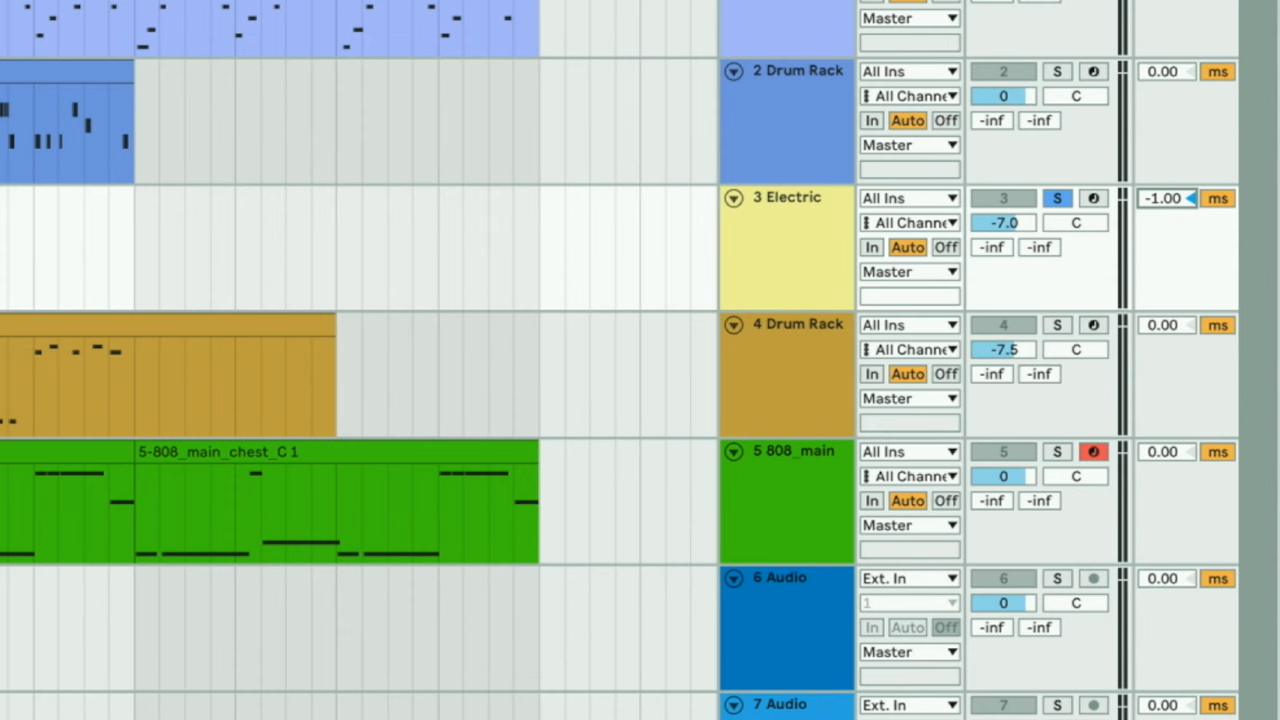 Master
2 Drum Rack All Ins 2 S 0.00 ms
All Channe 0 C
In Auto Off -inf -inf
Master
3 Electric All Ins 3 S -1.00 ms
All Channe -7.0 C
In Auto Off -inf -inf
Master
4 Drum Rack All Ins 4 S 0.00 ms
All Channe -7.5 C
In Auto Off -inf -inf
Master
5-808_main_chest_C 1 5 808_main All Ins 5 S 0.00 ms
All Channe 0 C
In Auto Off -inf -inf
Master
6 Audio Ext. In 6 S 0.00 ms
1 0 C
In Auto Off -inf -inf
Master
7 Audio Ext. In 7 S 0.00 ms